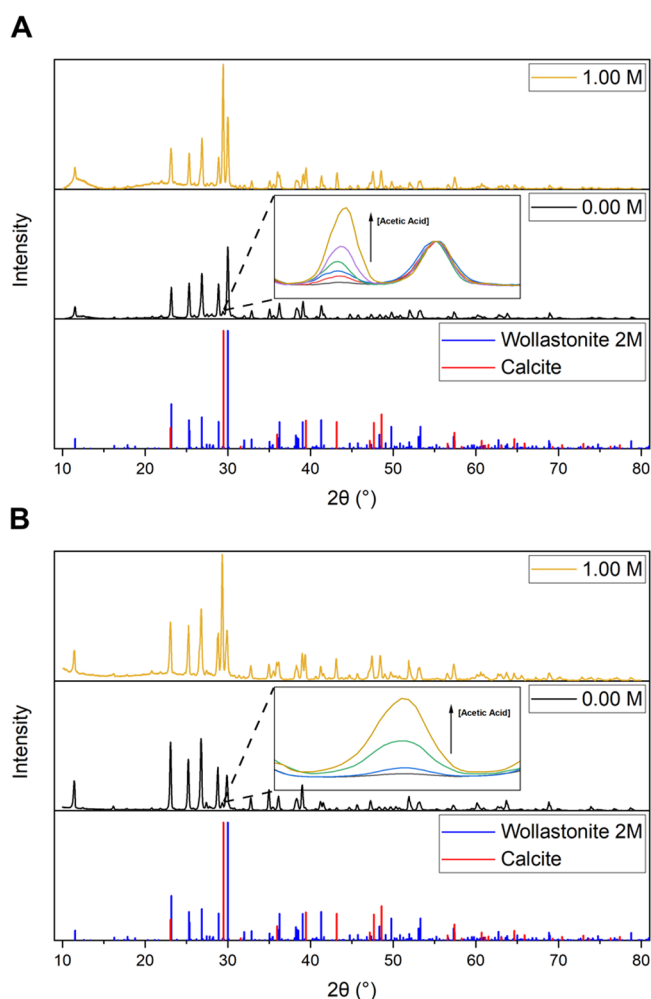 A
1.00 M
0.00 M
[Acetic Acid]
Intensity
Wollastonite 2M
Calcite
10 20 30 40 50 60 70 80
2θ (°)
B
1.00 M
0.00 M
[Acetic Acid]
Intensity
Wollastonite 2M
Calcite
10 20 30 40 50 60 70 80
2θ (°)